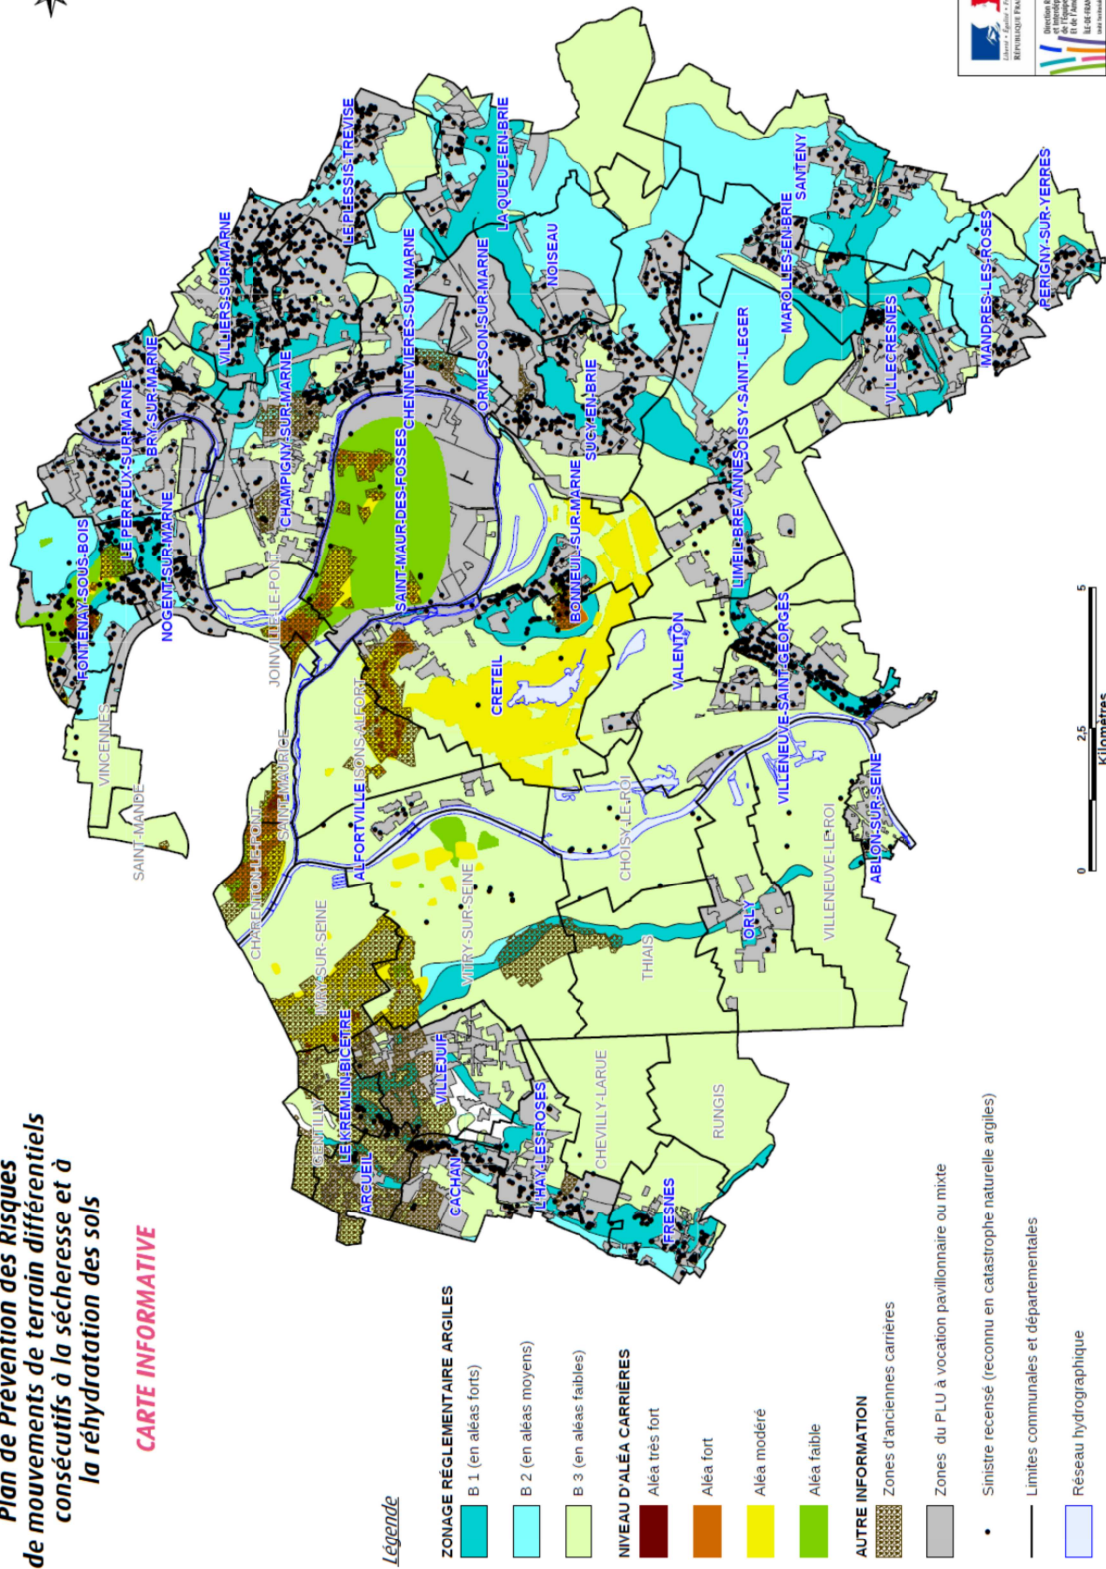 Plan de Prévention des Risques
de mouvements de terrain différentiels
consécutifs à la sécheresse et à
la réhydratation des sols
CARTE INFORMATIVE
Légende
ZONAGE RÉGLEMENTAIRE ARGILES
B 1 (en aléas forts)
B 2 (en aléas moyens)
B 3 (en aléas faibles)
NIVEAU D'ALÉA CARRIÈRES
Aléa très fort
Aléa fort
Aléa modéré
Aléa faible
AUTRE INFORMATION
Zones d'anciennes carrières
Zones du PLU à vocation pavillonnaire ou mixte
Sinistre recensé (reconnu en catastrophe naturelle argiles)
Limites communales et départementales
Réseau hydrographique
SAINT-MANDE
VINCENNES
FONTENAY-SOUS-BOIS
LE PERREUX-SUR-MARNE
BRY-SUR-MARNE
NOGENT-SUR-MARNE
VILLIERS-SUR-MARNE
LE PLESSIS-TREVISE
CHAMPIGNY-SUR-MARNE
JOINVILLE-LE-PONT
SAINT-MAURICE
CHARENTON-LE-PONT
CHENNEVIERES-SUR-MARNE
SAINT-MAUR-DES-FOSSES
ORMESSON-SUR-MARNE
LA-QUEUE-EN-BRIE
NOISEAU
SUCY-EN-BRIE
BONNEUIL-SUR-MARNE
CRETEIL
MAISONS-ALFORT
ALFORTVILLE
IVRY-SUR-SEINE
GENTILLY
LE-KREMLIN-BICETRE
ARCUEIL
CACHAN
VILLEJUIF
VITRY-SUR-SEINE
L'HAY-LES-ROSES
CHEVILLY-LARUE
FRESNES
RUNGIS
THIAIS
CHOISY-LE-ROI
ORLY
VILLENEUVE-LE-ROI
ABLON-SUR-SEINE
VILLENEUVE-SAINT-GEORGES
VALENTON
LIMEIL-BREVANNES
BOISSY-SAINT-LEGER
MAROLLES-EN-BRIE
SANTENY
VILLECRESNES
MANDRES-LES-ROSES
PERIGNY-SUR-YERRES
0
2,5
5
Kilomètres
Liberté • Égalité •
RÉPUBLIQUE
Direction
de l'Équipement